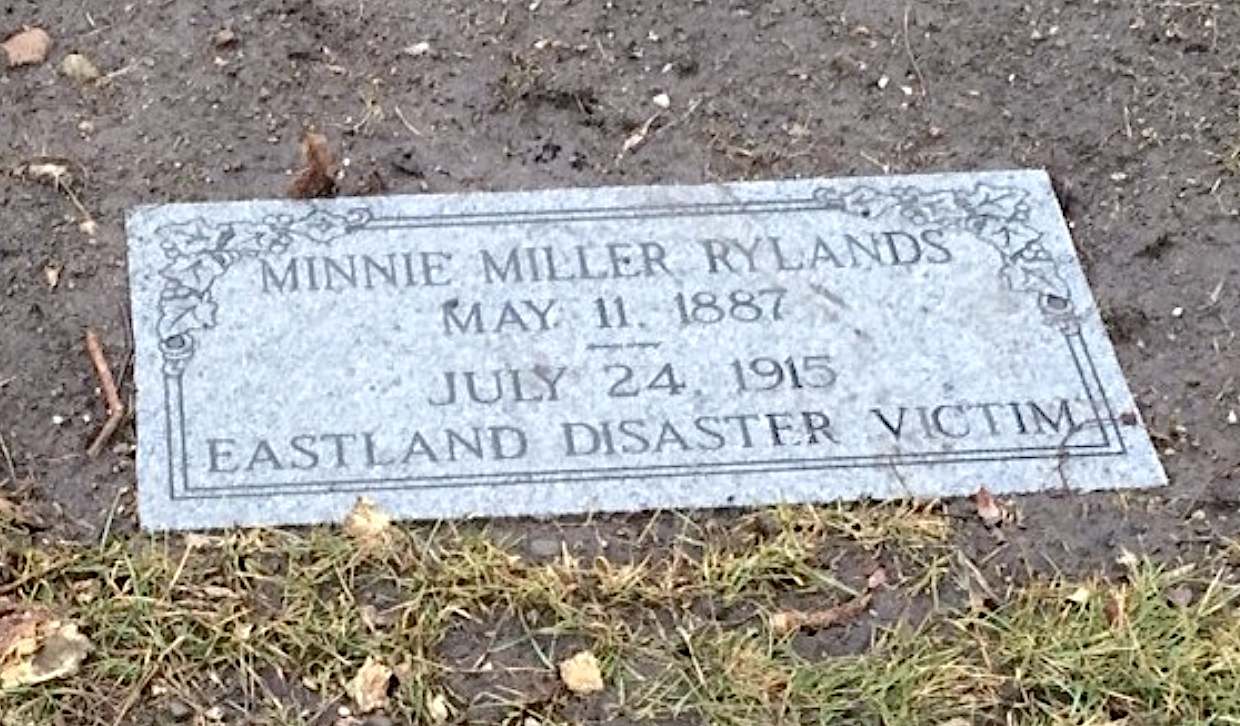 MINNIE MILLER RYLANDS
MAY 11, 1887
—
JULY 24, 1915
EASTLAND DISASTER VICTIM